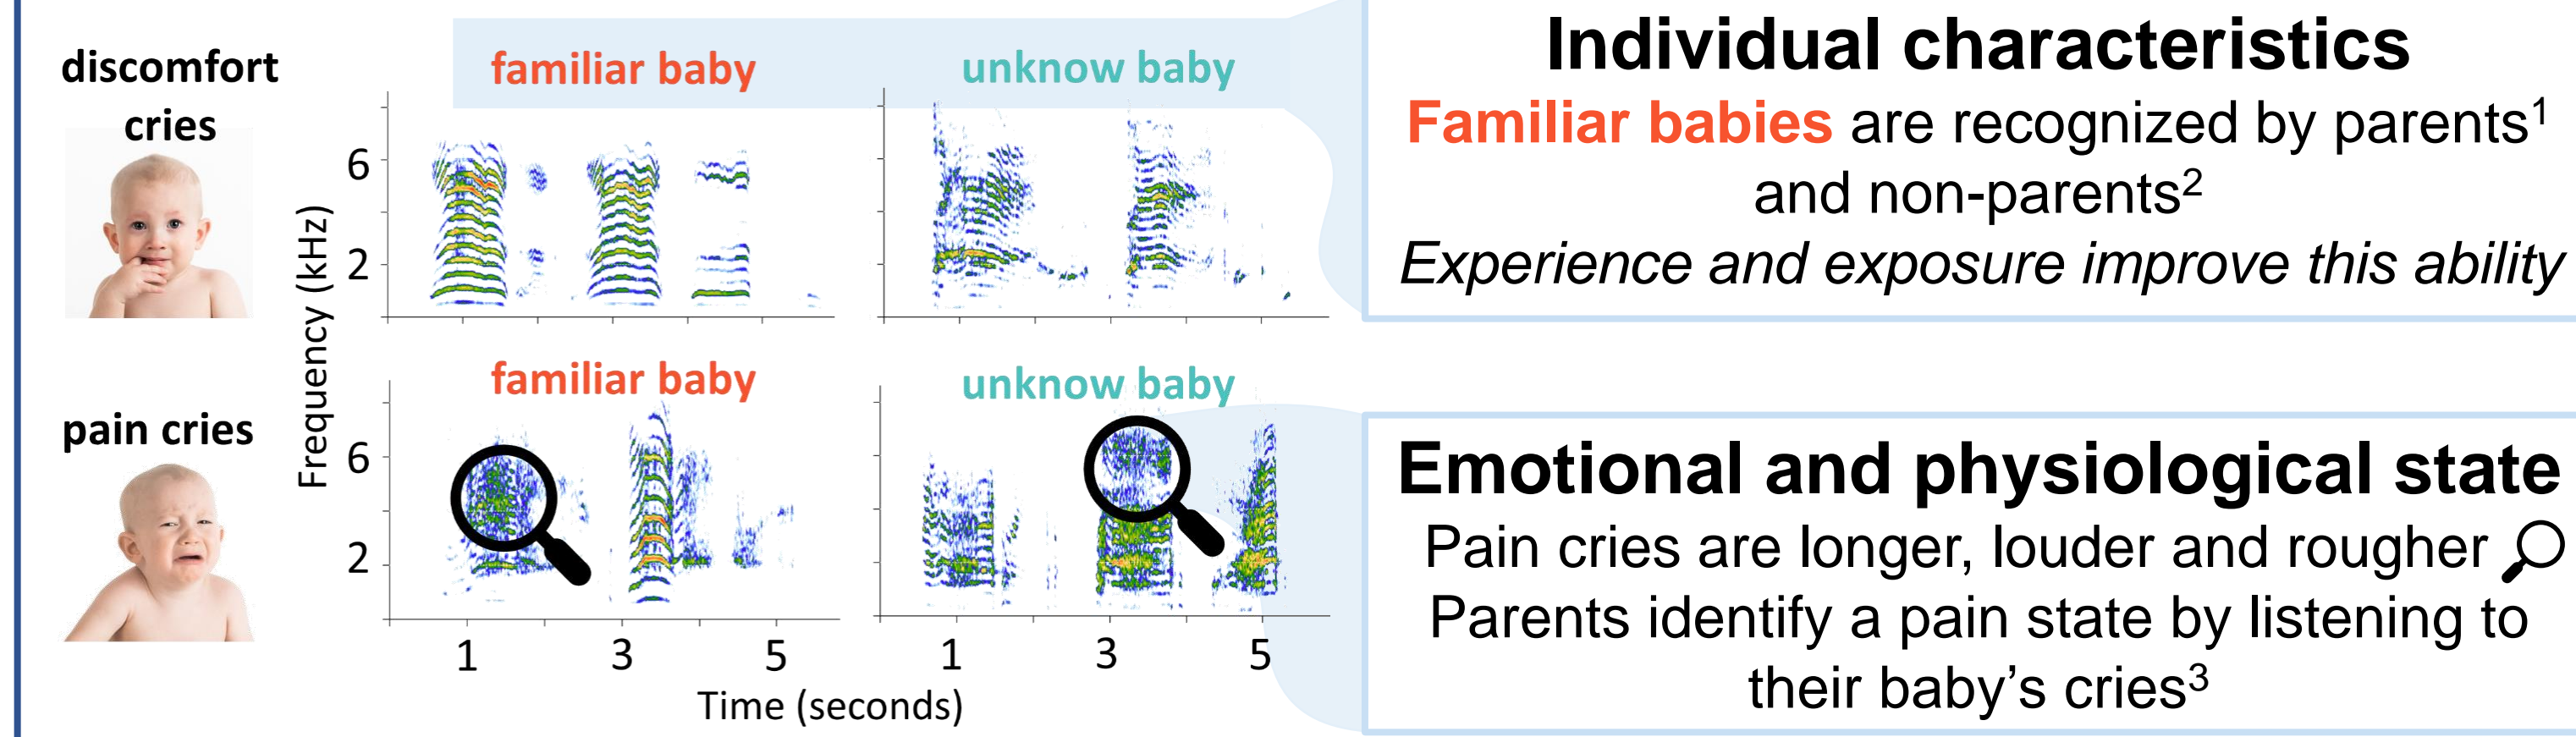 discomfort
cries
familiar baby
unknow baby
6
2
Frequency (kHz)
pain cries
familiar baby
unknow baby
6
2
1
3
5
1
3
5
Time (seconds)
Individual characteristics
Familiar babies are recognized by parents¹
and non-parents²
Experience and exposure improve this ability
Emotional and physiological state
Pain cries are longer, louder and rougher
Parents identify a pain state by listening to
their baby’s cries³